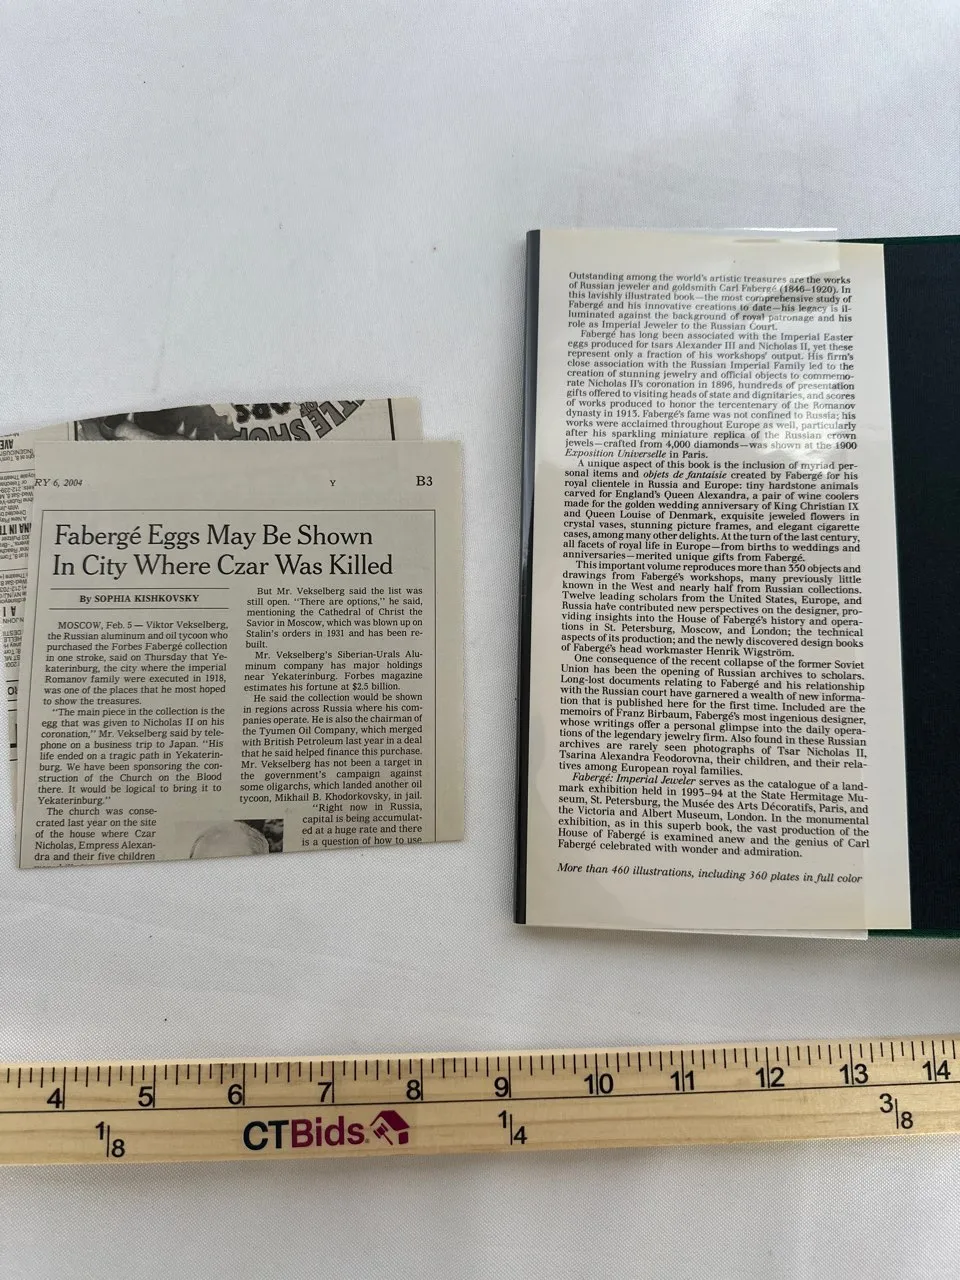 RY 6, 2004
Y
B3
Fabergé Eggs May Be Shown
In City Where Czar Was Killed
By SOPHIA KISHKOVSKY
MOSCOW, Feb. 5 — Viktor Vekselberg,
the Russian aluminum and oil tycoon who
purchased the Forbes Fabergé collection
in one stroke, said on Thursday that Ye-
katerinburg, the city where the imperial
Romanov family were executed in 1918,
was one of the places that he most hoped
to show the treasures.
"The main piece in the collection is the
egg that was given to Nicholas II on his
coronation," Mr. Vekselberg said by tele-
phone on a business trip to Japan. "His
life ended on a tragic path in Yekaterin-
burg. We have been sponsoring the con-
struction of the Church on the Blood
there. It would be logical to bring it to
Yekaterinburg."
The church was conse-
crated last year on the site
of the house where Czar
Nicholas, Empress Alexan-
dra and their five children
But Mr. Vekselberg said the list was
still open. "There are options," he said,
mentioning the Cathedral of Christ the
Savior in Moscow, which was blown up on
Stalin's orders in 1931 and has been re-
built.
Mr. Vekselberg's Siberian-Urals Alu-
minum company has major holdings
near Yekaterinburg. Forbes magazine
estimates his fortune at $2.5 billion.
He said the collection would be shown
in regions across Russia where his com-
panies operate. He is also the chairman of
the Tyumen Oil Company, which merged
with British Petroleum last year in a deal
that he said helped finance this purchase.
Mr. Vekselberg has not been a target in
the government's campaign against
some oligarchs, which landed another oil
tycoon, Mikhail B. Khodorkovsky, in jail.
"Right now in Russia,
capital is being accumulat-
ed at a huge rate and there
is a question of how to use
Outstanding among the world's artistic treasures are the works
of Russian jeweler and goldsmith Carl Fabergé (1846–1920). In
this lavishly illustrated book—the most comprehensive study of
Fabergé and his innovative creations to date—his legacy is il-
luminated against the background of royal patronage and his
role as Imperial Jeweler to the Russian Court.
Fabergé has long been associated with the Imperial Easter
eggs produced for tsars Alexander III and Nicholas II, yet these
represent only a fraction of his workshops' output. His firm's
close association with the Russian Imperial Family led to the
creation of stunning jewelry and official objects to commemo-
rate Nicholas II's coronation in 1896, hundreds of presentation
gifts offered to visiting heads of state and dignitaries, and scores
of works produced to honor the tercentenary of the Romanov
dynasty in 1913. Fabergé's fame was not confined to Russia; his
works were acclaimed throughout Europe as well, particularly
after his sparkling miniature replica of the Russian crown
jewels—crafted from 4,000 diamonds—was shown at the 1900
Exposition Universelle in Paris.
A unique aspect of this book is the inclusion of myriad per-
sonal items and objets de fantaisie created by Fabergé for his
royal clientele in Russia and Europe: tiny hardstone animals
carved for England's Queen Alexandra, a pair of wine coolers
made for the golden wedding anniversary of King Christian IX
and Queen Louise of Denmark, exquisite jeweled flowers in
crystal vases, stunning picture frames, and elegant cigarette
cases, among many other delights. At the turn of the last century,
all facets of royal life in Europe—from births to weddings and
anniversaries—merited unique gifts from Fabergé.
This important volume reproduces more than 350 objects and
drawings from Fabergé's workshops, many previously little
known in the West and nearly half from Russian collections.
Twelve leading scholars from the United States, Europe, and
Russia have contributed new perspectives on the designer, pro-
viding insights into the House of Fabergé's history and opera-
tions in St. Petersburg, Moscow, and London; the technical
aspects of its production; and the newly discovered design books
of Fabergé's head workmaster Henrik Wigström.
One consequence of the recent collapse of the former Soviet
Union has been the opening of Russian archives to scholars.
Long-lost documents relating to Fabergé and his relationship
with the Russian court have garnered a wealth of new informa-
tion that is published here for the first time. Included are the
memoirs of Franz Birbaum, Fabergé's most ingenious designer,
whose writings offer a personal glimpse into the daily opera-
tions of the legendary jewelry firm. Also found in these Russian
archives are rarely seen photographs of Tsar Nicholas II,
Tsarina Alexandra Feodorovna, their children, and their rela-
tives among European royal families.
Fabergé: Imperial Jeweler serves as the catalogue of a land-
mark exhibition held in 1993–94 at the State Hermitage Mu-
seum, St. Petersburg, the Musée des Arts Décoratifs, Paris, and
the Victoria and Albert Museum, London. In the monumental
exhibition, as in this superb book, the vast production of the
House of Fabergé is examined anew and the genius of Carl
Fabergé celebrated with wonder and admiration.
More than 460 illustrations, including 360 plates in full color
4 5 6 7 8 9 10 11 12 13 14
1/8 CTBids 1/4 3/8